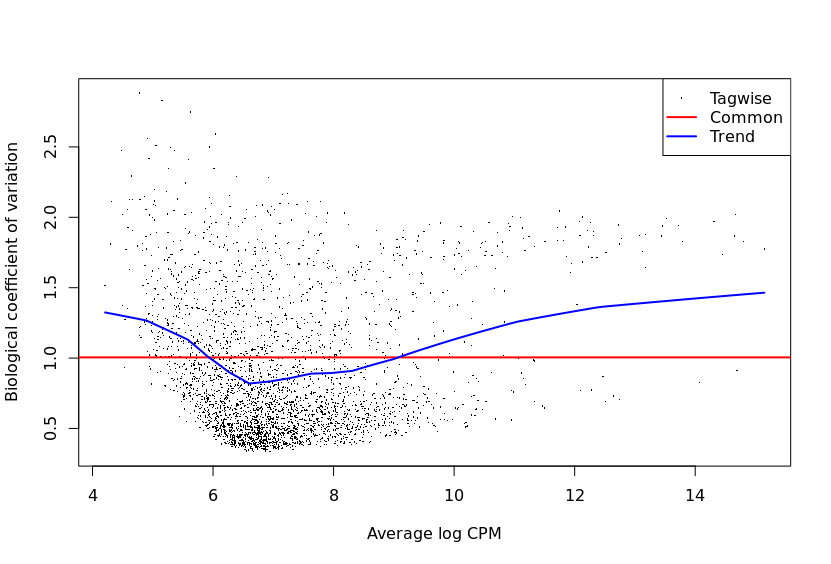 Tagwise
Common
Trend
Biological coefficient of variation
2.5
2.0
1.5
1.0
0.5
4 6 8 10 12 14
Average log CPM